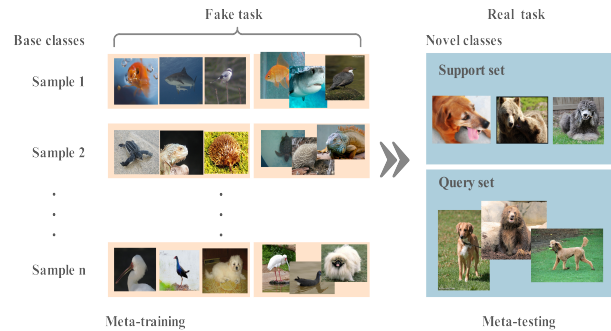 Fake task
Real task
Base classes
Novel classes
Sample 1
Support set
Sample 2
Query set
Sample n
Meta-training
Meta-testing